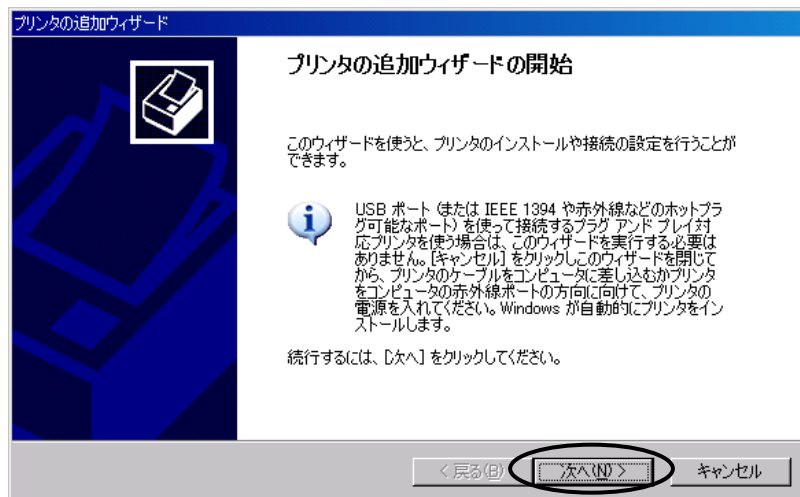 プリンタの追加ウィザード
プリンタの追加ウィザードの開始
このウィザードを使うと、プリンタのインストールや接続の設定を行うことが
できます。
USB ポート (または IEEE 1394 や赤外線などのホットプラ
グ可能なポート) を使って接続するプラグ アンド プレイ対
応プリンタを使う場合は、このウィザードを実行する必要は
ありません。[キャンセル] をクリックしこのウィザードを閉じて
から、プリンタのケーブルをコンピュータに差し込むかプリンタ
をコンピュータの赤外線ポートの方向に向けて、プリンタの
電源を入れてください。Windows が自動的にプリンタをイン
ストールします。
続行するには、[次へ] をクリックしてください。
< 戻る(B) 次へ(N) > キャンセル